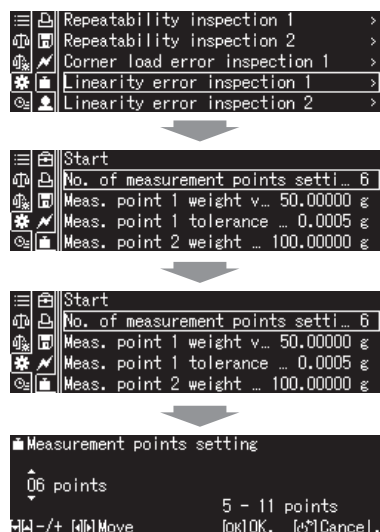 Repeatability inspection 1 >
Repeatability inspection 2 >
Corner load error inspection 1 >
Linearity error inspection 1 >
Linearity error inspection 2 >
Start
No. of measurement points setti… 6
Meas. point 1 weight v… 50.00000 g
Meas. point 1 tolerance … 0.0005 g
Meas. point 2 weight … 100.00000 g
Start
No. of measurement points setti… 6
Meas. point 1 weight v… 50.00000 g
Meas. point 1 tolerance … 0.0005 g
Meas. point 2 weight … 100.00000 g
Measurement points setting
06 points
5 - 11 points
-/+ Move [OK]OK. Cancel.